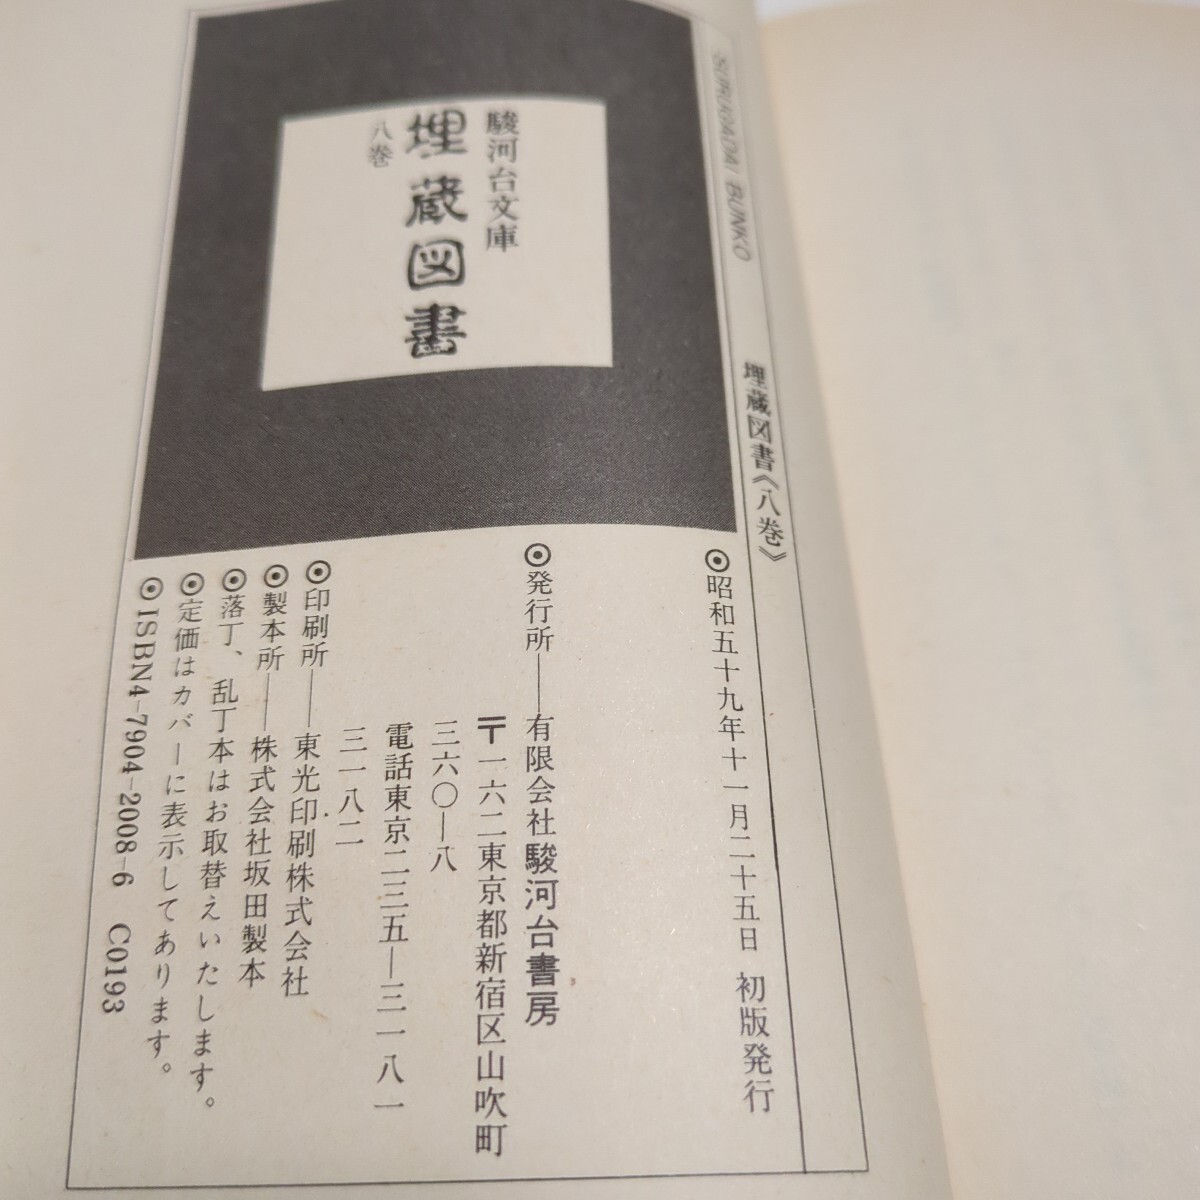 SURUGADAI BUNKO
埋蔵図書《八巻》
駿河台文庫
埋蔵図書
八巻
◉昭和五十九年十一月二十五日 初版発行
◉発行所——有限会社駿河台書房
〒一六二東京都新宿区山吹町
三六〇—八
電話東京二三五—三一八一
三一八二
◉印刷所——東光印刷株式会社
◉製本所——株式会社坂田製本
◉落丁、乱丁本はお取替えいたします。
◉定価はカバーに表示してあります。
◉ISBN4-7904-2008-6 C0193